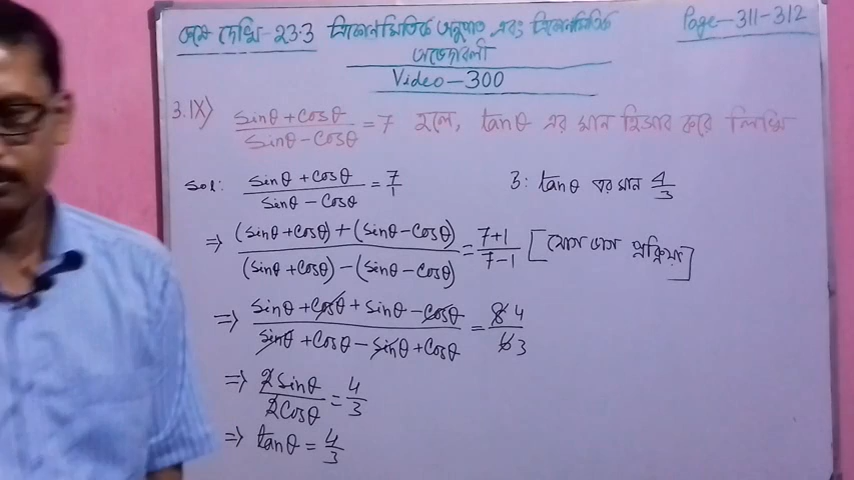 কষে দেখি - 23.3 ত্রিকোণমিতিক অনুপাত এবং ত্রিকোণমিতিক
অভেদাবলী
Page-311-312
Video-300
3.IX) (sinθ+cosθ)/(sinθ-cosθ) = 7 হলে, tanθ এর মান হিসাব করে লিখি
Sol: (sinθ+cosθ)/(sinθ-cosθ) = 7/1
∴ tanθ এর মান 4/3
⇒ ((sinθ+cosθ)+(sinθ-cosθ))/((sinθ+cosθ)-(sinθ-cosθ)) = (7+1)/(7-1) [যোগ ভাগ প্রক্রিয়া]
⇒ (sinθ+cosθ+sinθ-cosθ)/(sinθ+cosθ-sinθ+cosθ) = 8 4/6 3
⇒ 2sinθ/2cosθ = 4/3
⇒ tanθ = 4/3